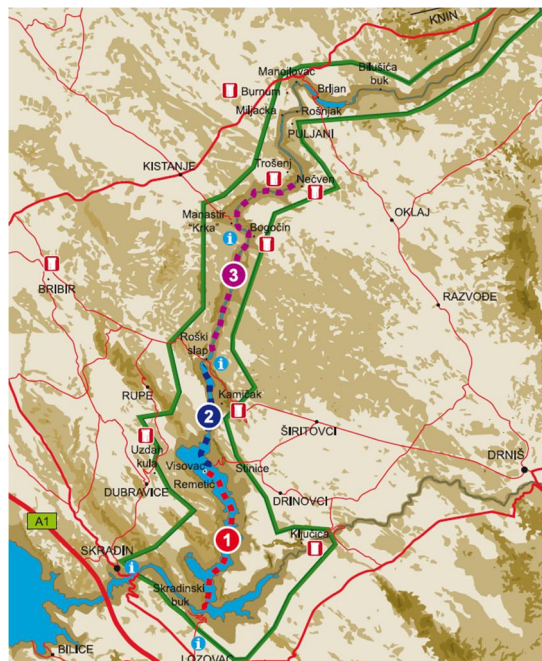 KNIN
Manojlovac
Bilušića
buk
Brljan
Burnum
Miljacka
Rošnjak
PULJANI
Trošenj
Nečven
KISTANJE
OKLAJ
Manastir
"Krka"
Bogočin
i
3
BRIBIR
RAZVOĐE
Roški
slap
i
RUPE
Kamičak
2
ŠIRITOVCI
Uzdah
kula
DRNIŠ
Visovac
Stinice
Remetić
DUBRAVICE
DRINOVCI
A1
1
Ključica
SKRADIN
i
Skradinski
buk
i
BILICE
LOZOVAC